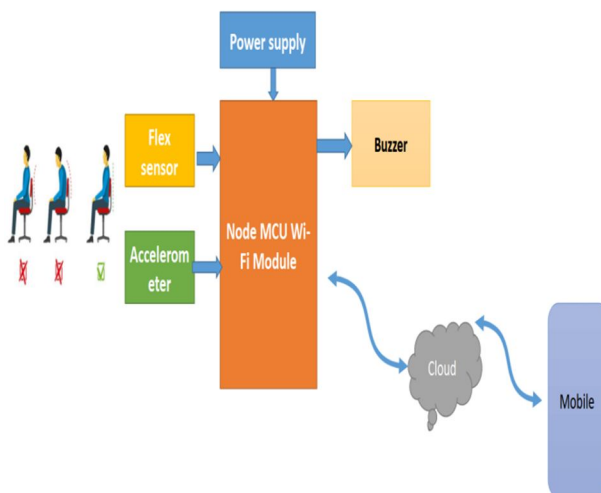 Power supply
Flex
sensor
Buzzer
Node MCU Wi-
Fi Module
Accelerom
eter
Cloud
Mobile